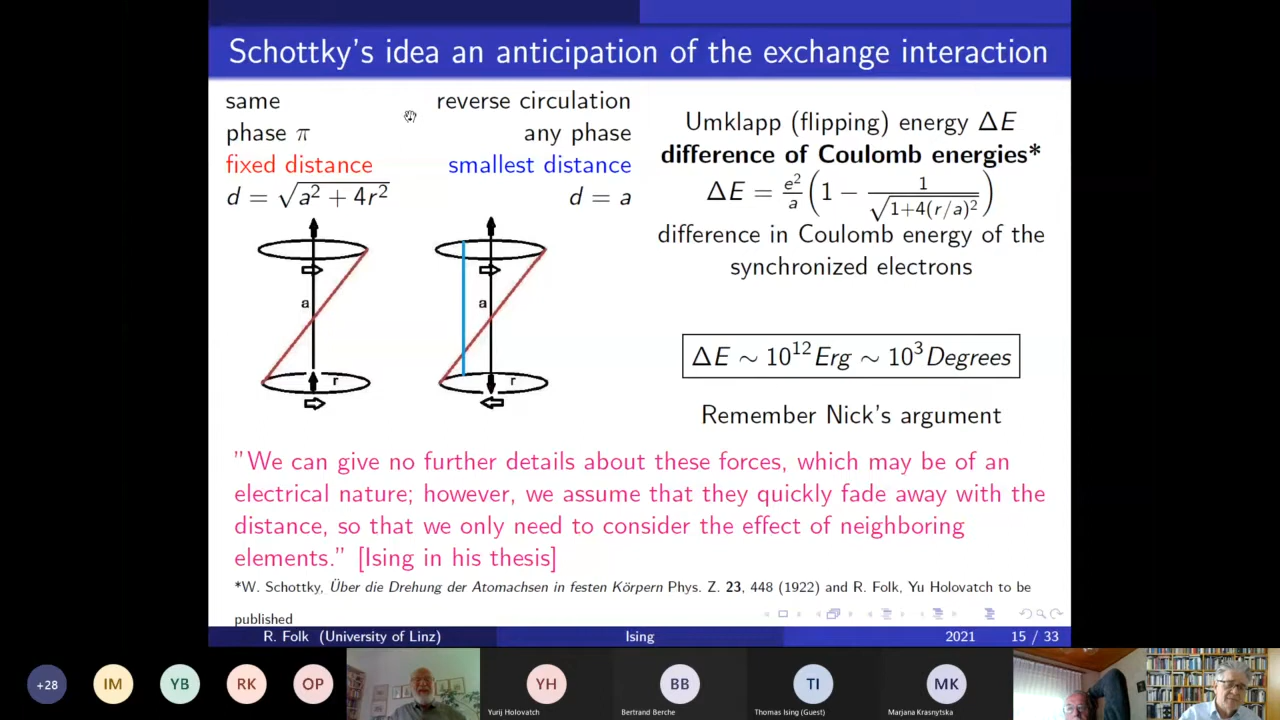 Schottky's idea an anticipation of the exchange interaction
same
phase π
fixed distance
d = √(a² + 4r²)
reverse circulation
any phase
smallest distance
d = a
a
r
a
r
Umklapp (flipping) energy ΔE
difference of Coulomb energies*
ΔE = e²/a (1 − 1/√(1+4(r/a)²))
difference in Coulomb energy of the
synchronized electrons
ΔE ∼ 10¹² Erg ∼ 10³ Degrees
Remember Nick's argument
"We can give no further details about these forces, which may be of an
electrical nature; however, we assume that they quickly fade away with the
distance, so that we only need to consider the effect of neighboring
elements." [Ising in his thesis]
*W. Schottky, Über die Drehung der Atomachsen in festen Körpern Phys. Z. 23, 448 (1922) and R. Folk, Yu Holovatch to be
published
R. Folk (University of Linz) Ising 2021 15 / 33
+28 IM YB RK OP YH BB TI MK
Yurij Holovatch Bertrand Berche Thomas Ising (Guest) Marjana Krasnytska